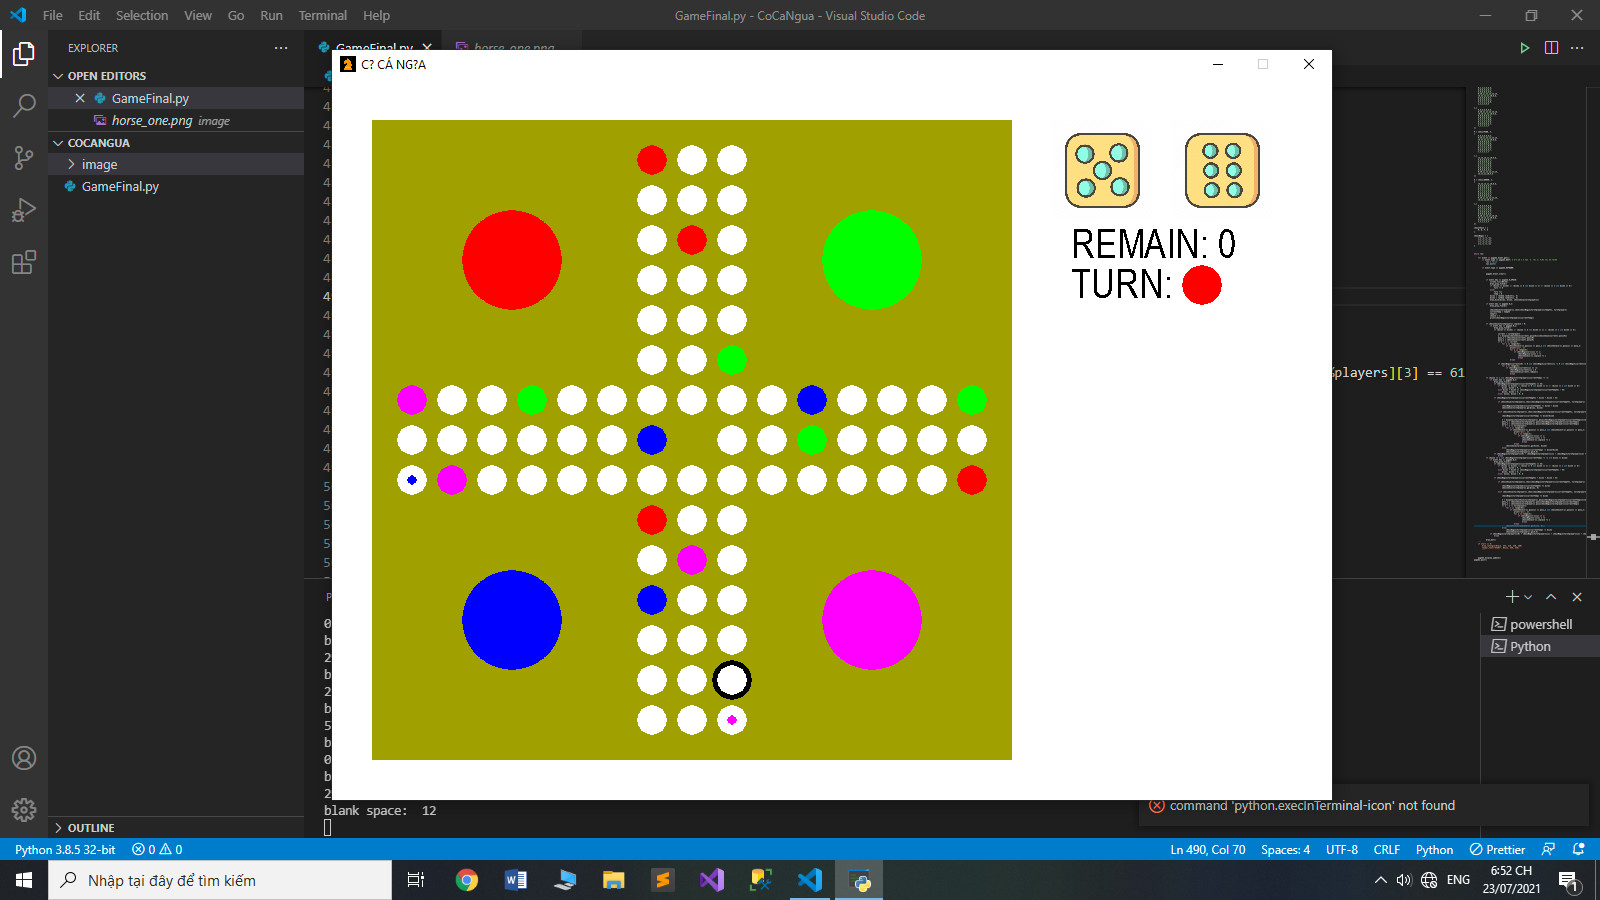 File Edit Selection View Go Run Terminal Help
GameFinal.py - CoCaNgua - Visual Studio Code
EXPLORER
OPEN EDITORS
GameFinal.py
horse_one.png image
COCANGUA
image
GameFinal.py
OUTLINE
GameFinal.py
horse_one.png
C? CÁ NG?A
REMAIN: 0
TURN:
players][3] == 61
blank space: 12
powershell
Python
command 'python.execInTerminal-icon' not found
Python 3.8.5 32-bit 0 0 Ln 490, Col 70 Spaces: 4 UTF-8 CRLF Python Prettier
Nhập tại đây để tìm kiếm
ENG
6:52 CH
23/07/2021
1